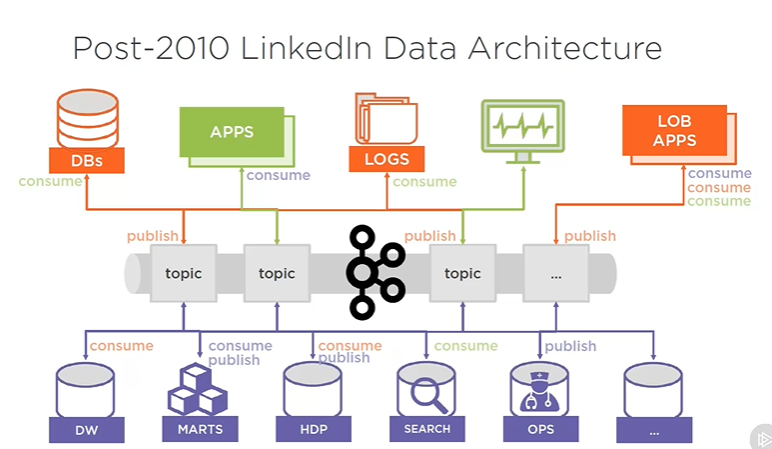 Post-2010 LinkedIn Data Architecture
DBs
APPS
LOGS
LOB
APPS
consume
consume
consume
consume
consume
consume
publish
publish
publish
topic
topic
topic
...
consume
consume
publish
consume
publish
consume
publish
DW
MARTS
HDP
SEARCH
OPS
...